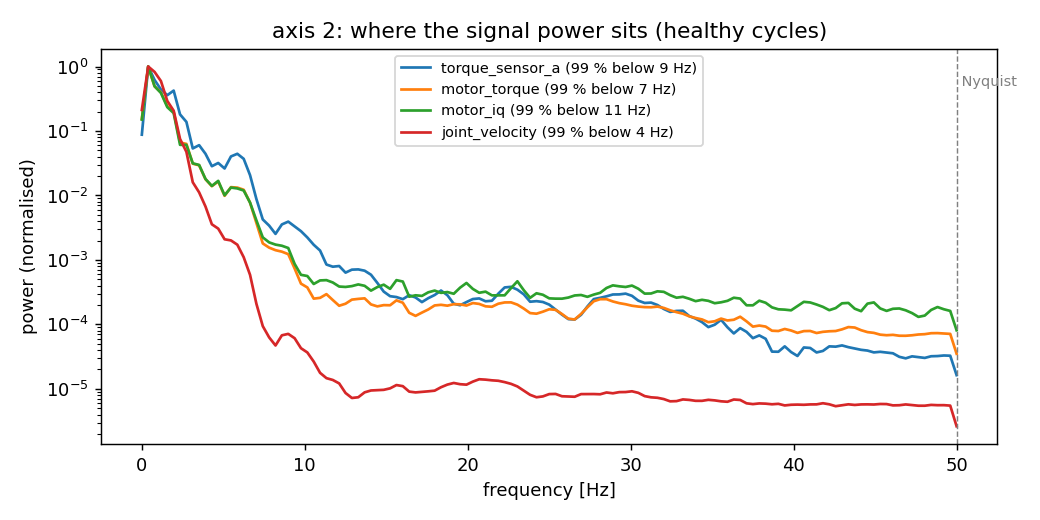 axis 2: where the signal power sits (healthy cycles)
torque_sensor_a (99 % below 9 Hz)
motor_torque (99 % below 7 Hz)
motor_iq (99 % below 11 Hz)
joint_velocity (99 % below 4 Hz)
Nyquist
power (normalised)
10⁰
10⁻¹
10⁻²
10⁻³
10⁻⁴
10⁻⁵
0 10 20 30 40 50
frequency [Hz]